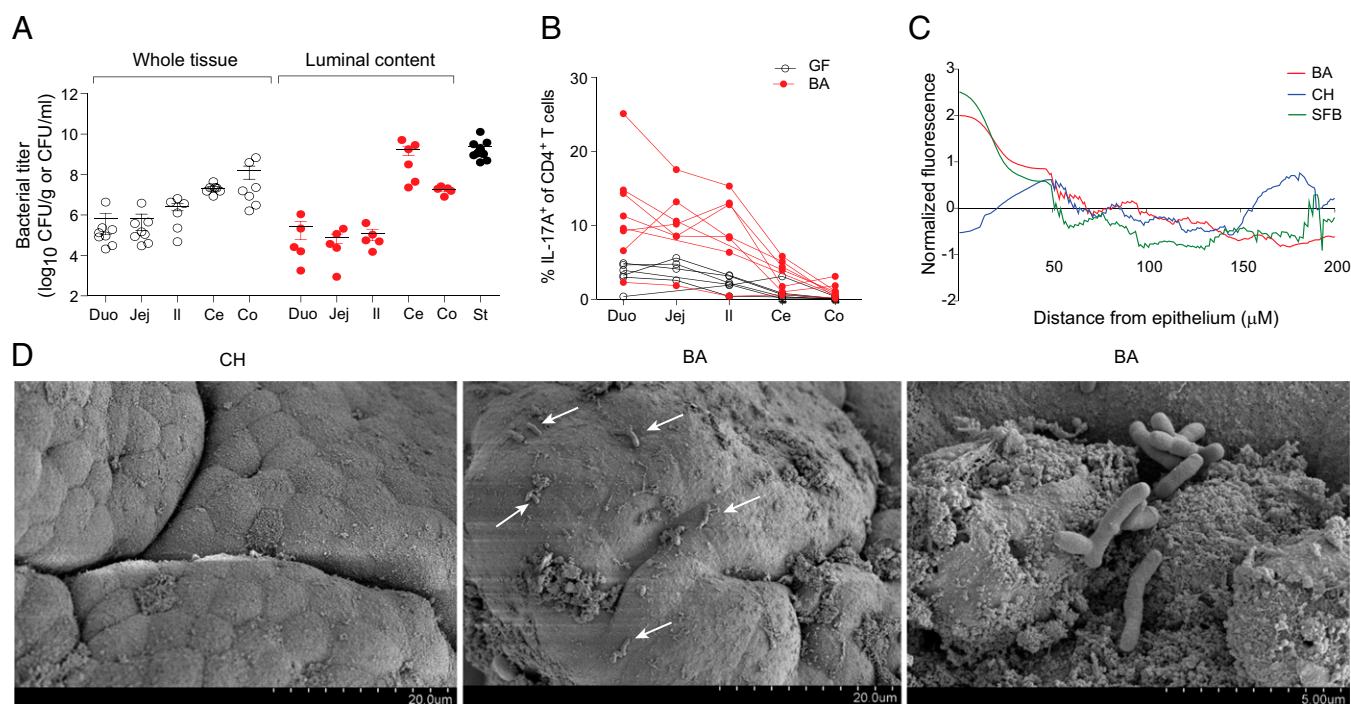 A
Whole tissue
Luminal content
Bacterial titer
(log10 CFU/g or CFU/ml)
12
10
8
6
4
2
Duo Jej Il Ce Co Duo Jej Il Ce Co St
B
GF
BA
% IL-17A+ of CD4+ T cells
30
20
10
0
Duo Jej Il Ce Co
C
BA
CH
SFB
Normalized fluorescence
3
2
1
0
-1
-2
50 100 150 200
Distance from epithelium (μM)
D
CH
BA
BA
20.0um
20.0um
5.00um